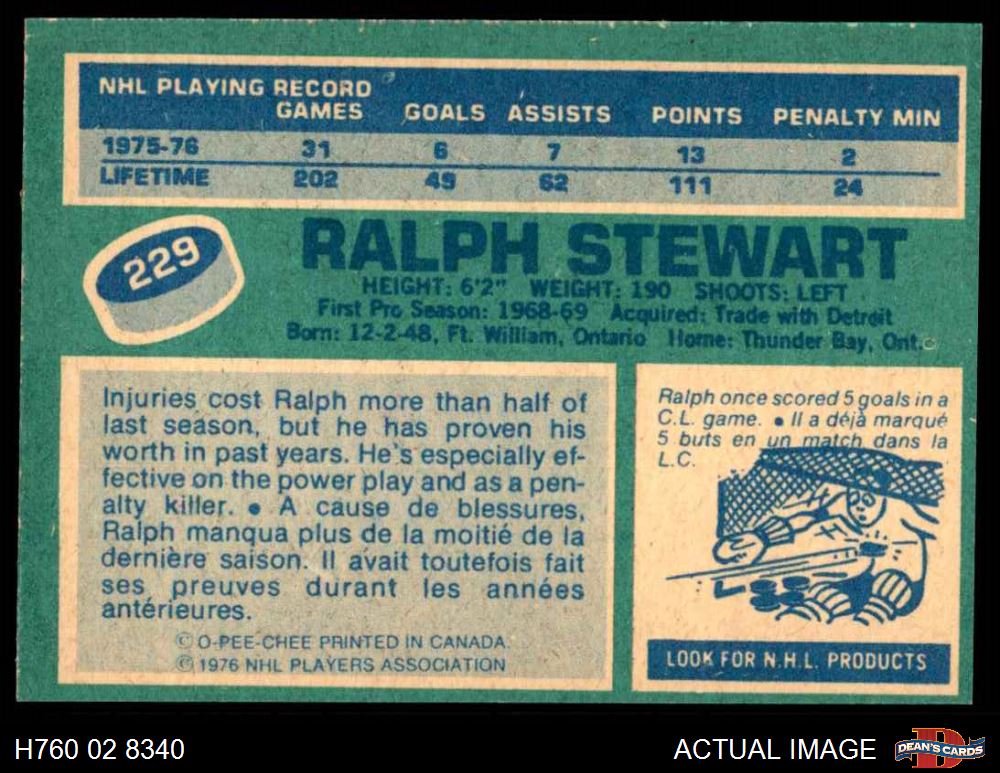 NHL PLAYING RECORD
GAMES GOALS ASSISTS POINTS PENALTY MIN
1975-76 31 6 7 13 2
LIFETIME 202 49 62 111 24
229
RALPH STEWART
HEIGHT: 6'2" WEIGHT: 190 SHOOTS: LEFT
First Pro Season: 1968-69 Acquired: Trade with Detroit
Born: 12-2-48, Ft. William, Ontario Home: Thunder Bay, Ont.
Injuries cost Ralph more than half of
last season, but he has proven his
worth in past years. He's especially ef-
fective on the power play and as a pen-
alty killer. • A cause de blessures,
Ralph manqua plus de la moitié de la
dernière saison. Il avait toutefois fait
ses preuves durant les années
antérieures.
© O-PEE-CHEE PRINTED IN CANADA
© 1976 NHL PLAYERS ASSOCIATION
Ralph once scored 5 goals in a
C.L. game. • Il a déjà marqué
5 buts en un match dans la
L.C.
LOOK FOR N.H.L. PRODUCTS
H760 02 8340
ACTUAL IMAGE
D
DEAN'S CARDS